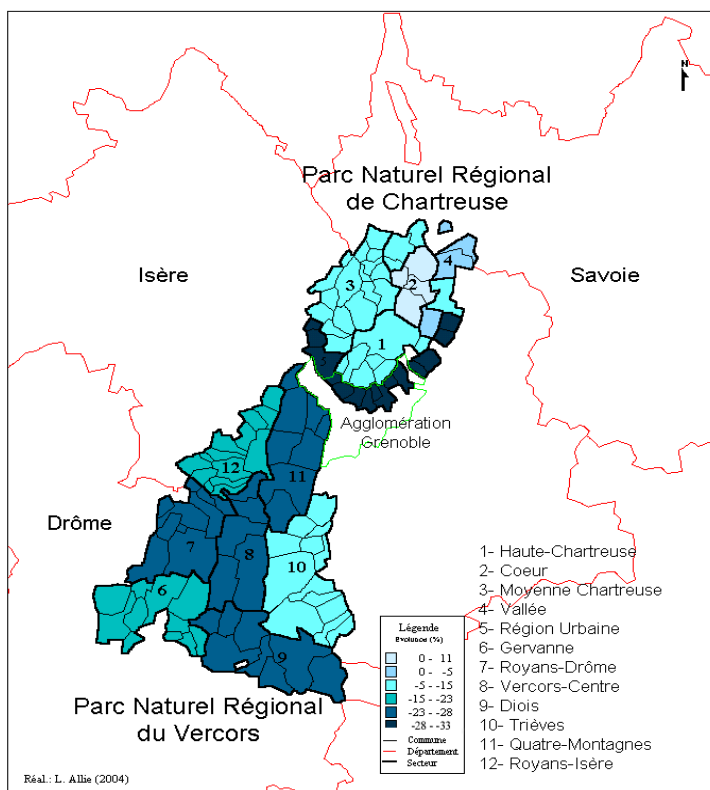 N
Parc Naturel Régional
de Chartreuse
Isère
Savoie
4
2
3
1
5
Agglomération
Grenoble
12
11
Drôme
7
8
10
6
9
1- Haute-Chartreuse
2- Coeur
3- Moyenne Chartreuse
4- Vallée
5- Région Urbaine
6- Gervanne
7- Royans-Drôme
8- Vercors-Centre
9- Diois
10- Trièves
11- Quatre-Montagnes
12- Royans-Isère
Légende
Evolution (%)
0 - 11
0 - -5
-5 - -15
-15 - -23
-23 - -28
-28 - -33
Commune
Département
Secteur
Parc Naturel Régional
du Vercors
Réal.: L. Allie (2004)